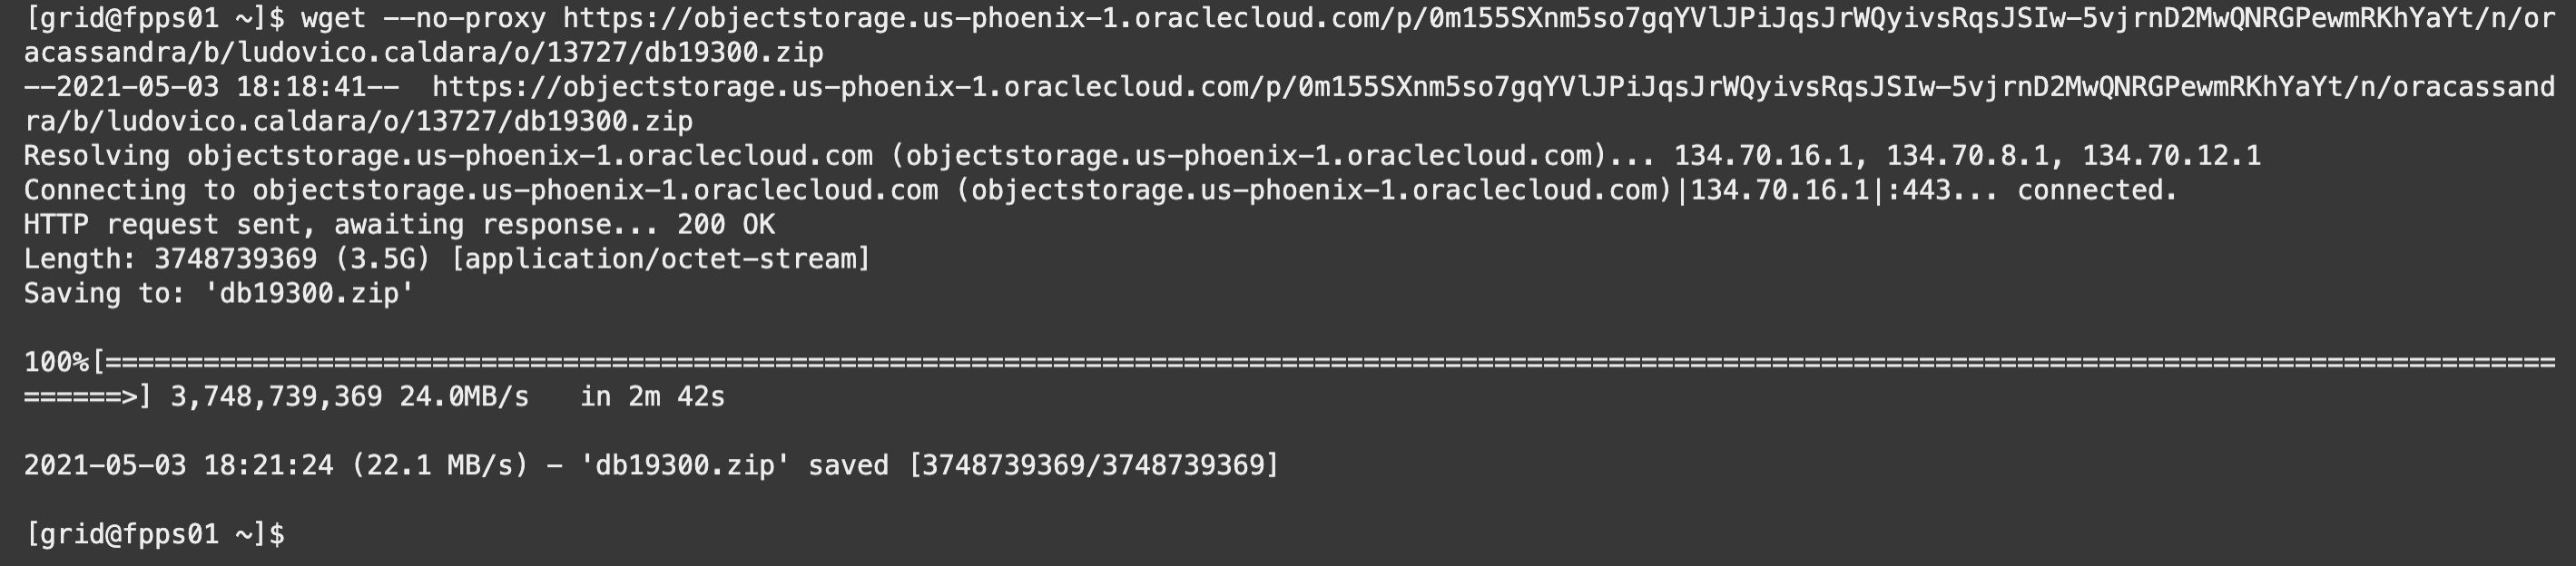 [grid@fpps01 ~]$ wget --no-proxy https://objectstorage.us-phoenix-1.oraclecloud.com/p/0m155SXnm5so7gqYVlJPiJqsJrWQyivsRqsJSIw-5vjrnD2MwQNRGPewmRKhYaYt/n/or
acassandra/b/ludovico.caldara/o/13727/db19300.zip
--2021-05-03 18:18:41--  https://objectstorage.us-phoenix-1.oraclecloud.com/p/0m155SXnm5so7gqYVlJPiJqsJrWQyivsRqsJSIw-5vjrnD2MwQNRGPewmRKhYaYt/n/oracassand
ra/b/ludovico.caldara/o/13727/db19300.zip
Resolving objectstorage.us-phoenix-1.oraclecloud.com (objectstorage.us-phoenix-1.oraclecloud.com)... 134.70.16.1, 134.70.8.1, 134.70.12.1
Connecting to objectstorage.us-phoenix-1.oraclecloud.com (objectstorage.us-phoenix-1.oraclecloud.com)|134.70.16.1|:443... connected.
HTTP request sent, awaiting response... 200 OK
Length: 3748739369 (3.5G) [application/octet-stream]
Saving to: 'db19300.zip'
100%[======================================================================================================================================================
======>] 3,748,739,369 24.0MB/s   in 2m 42s
2021-05-03 18:21:24 (22.1 MB/s) - 'db19300.zip' saved [3748739369/3748739369]
[grid@fpps01 ~]$